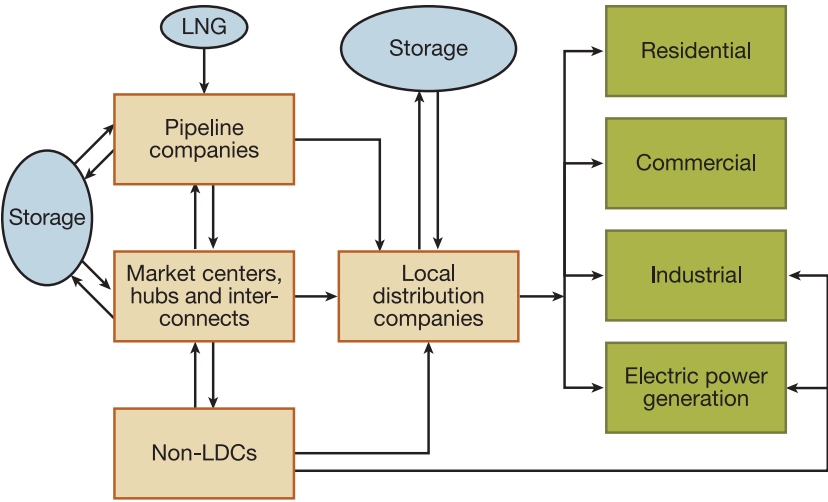 LNG
Storage
Residential
Pipeline
companies
Commercial
Storage
Market centers,
hubs and inter-
connects
Local
distribution
companies
Industrial
Electric power
generation
Non-LDCs